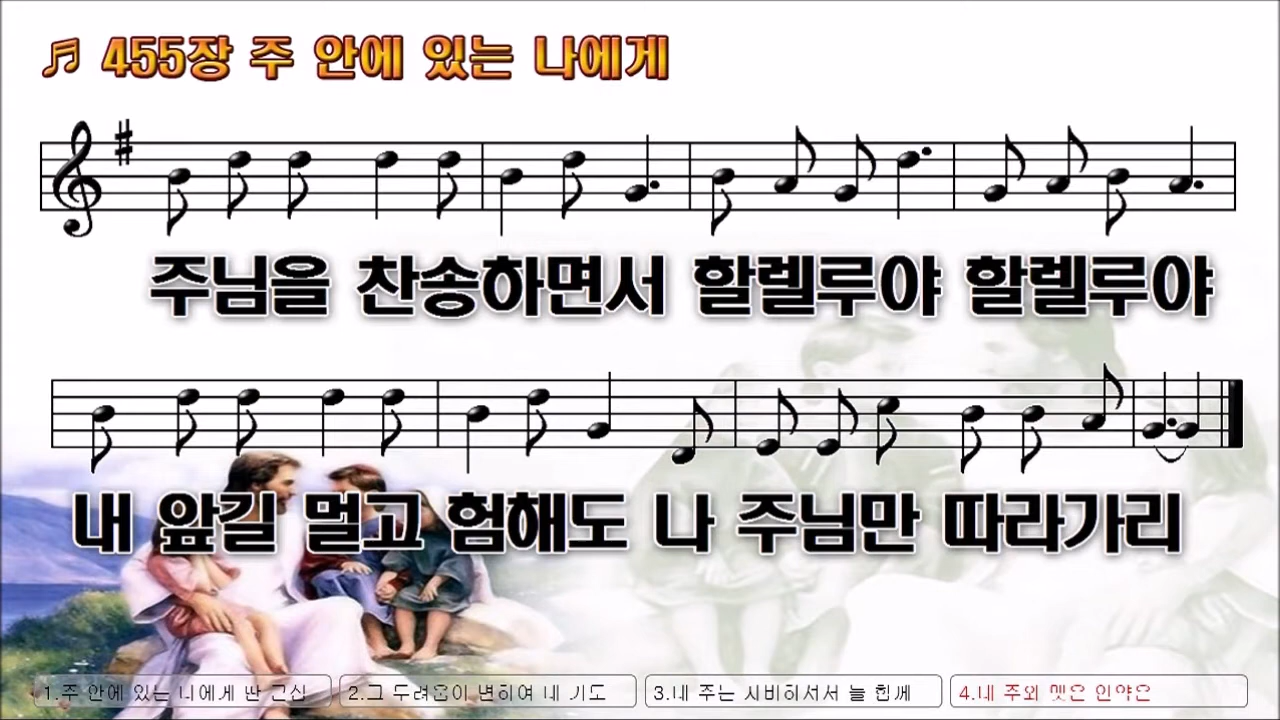 455장 주 안에 있는 나에게
주님을 찬송하면서 할렐루야 할렐루야
내 앞길 멀고 험해도 나 주님만 따라가리
1.주 안에 있는 나에게 딴 근심
2.그 두려움이 변하여 내 기도
3.내 주는 자비하셔서 늘 함께
4.내 주와 맺은 언약은